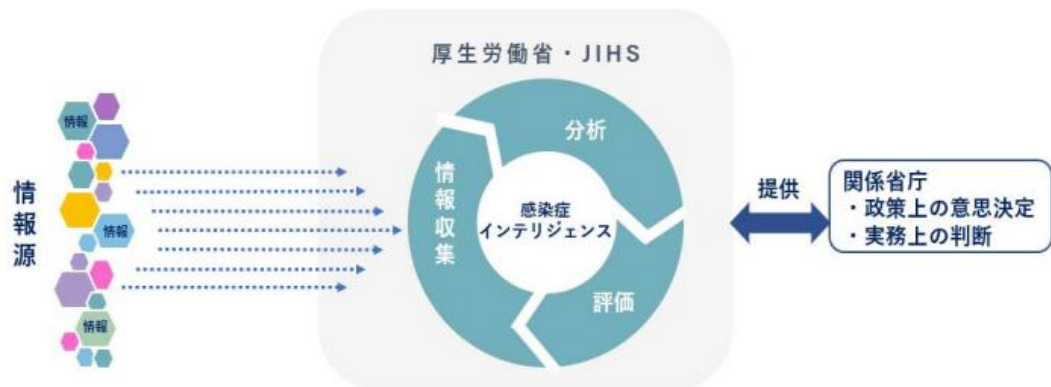 厚生労働省・JIHS
情報源
情報
情報
情報
情報収集
分析
評価
感染症
インテリジェンス
提供
関係省庁
・政策上の意思決定
・実務上の判断